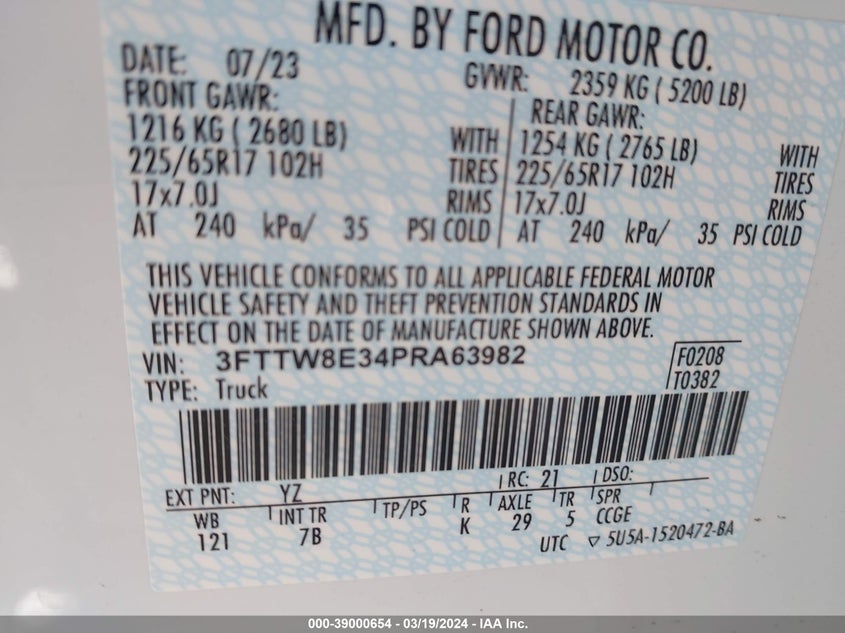 MFD. BY FORD MOTOR CO.
DATE: 07/23 GVWR: 2359 KG ( 5200 LB)
FRONT GAWR: REAR GAWR:
1216 KG ( 2680 LB) WITH 1254 KG ( 2765 LB) WITH
225/65R17 102H TIRES 225/65R17 102H TIRES
17x7.0J RIMS 17x7.0J RIMS
AT 240 kPa/ 35 PSI COLD AT 240 kPa/ 35 PSI COLD
THIS VEHICLE CONFORMS TO ALL APPLICABLE FEDERAL MOTOR
VEHICLE SAFETY AND THEFT PREVENTION STANDARDS IN
EFFECT ON THE DATE OF MANUFACTURE SHOWN ABOVE.
VIN: 3FTTW8E34PRA63982 F0208
TYPE: Truck T0382
EXT PNT: YZ RC: 21 DSO:
WB INT TR TP/PS R AXLE TR SPR
121 7B K 29 5 CCGE
UTC ▽ 5U5A-1520472-BA
000-39000654 - 03/19/2024 - IAA Inc.